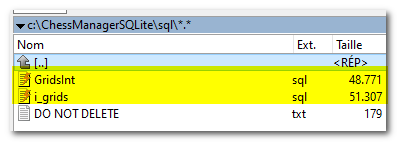 c:\ChessManagerSQLite\sql\*.*
Nom Ext. Taille
[..] <RÉP>
GridsInt sql 48.771
i_grids sql 51.307
DO NOT DELETE txt 179